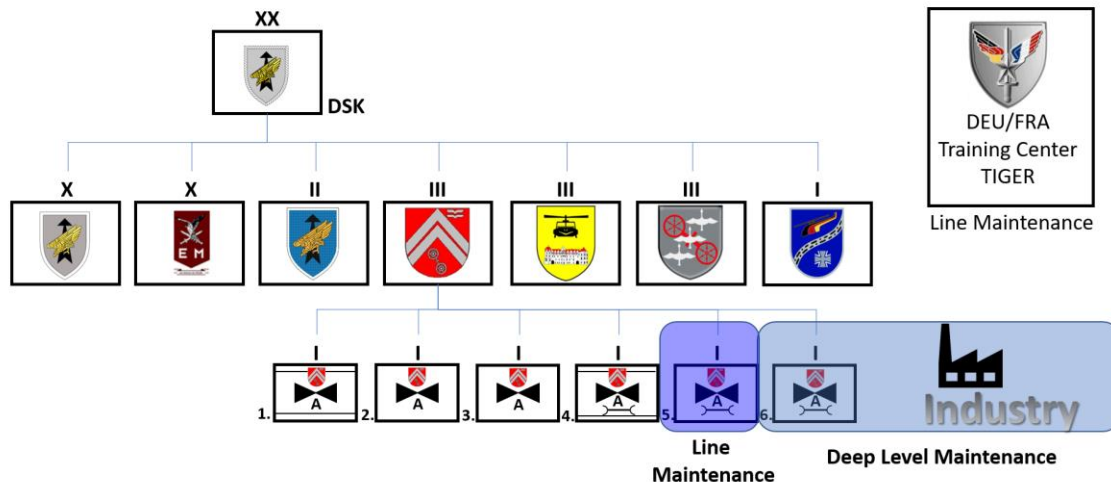 XX
DSK
DEU/FRA
Training Center
TIGER
Line Maintenance
X
X
II
III
III
III
I
E M
I
I
I
I
I
I
A
A
A
A
A
A
1.
2.
3.
4.
5.
6.
Industry
Line
Maintenance
Deep Level Maintenance